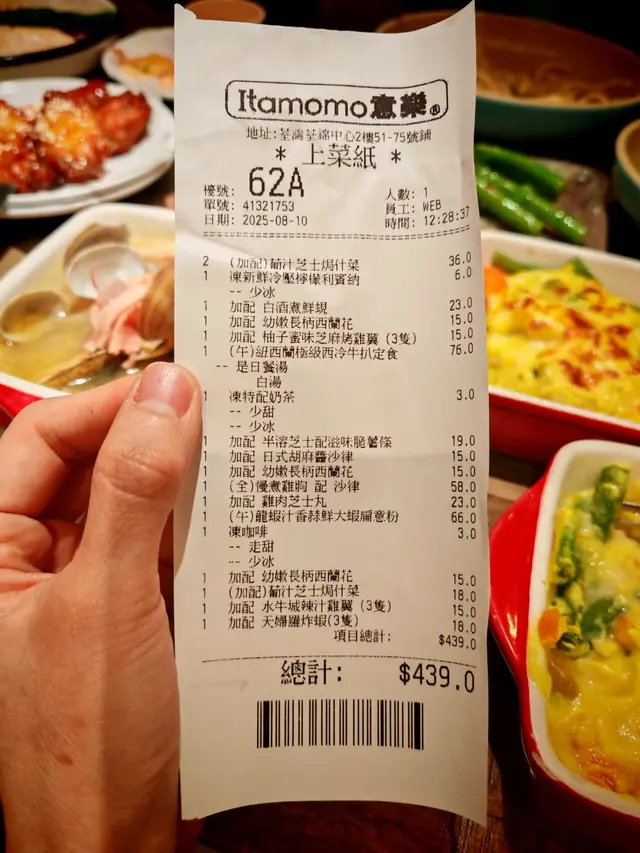 Itamomo意樂®
地址:荃灣荃錦中心2樓51-75號鋪
* 上菜紙 *
檯號: 62A 人數: 1
單號: 41321753 員工: WEB
日期: 2025-08-10 時間: 12:28:37
2 (加配)葡汁芝士焗什菜 36.0
1 凍新鮮冷壓檸檬利賓納 6.0
-- 少冰
1 加配 白酒煮鮮蜆 23.0
1 加配 幼嫩長柄西蘭花 15.0
1 加配 柚子蜜味芝麻烤雞翼 (3隻) 15.0
1 (午)紐西蘭極級西冷牛扒定食 76.0
-- 是日餐湯
白湯
1 凍特配奶茶 3.0
-- 少甜
-- 少冰
1 加配 半溶芝士配滋味脆薯條 19.0
1 加配 日式胡麻醬沙律 15.0
1 加配 幼嫩長柄西蘭花 15.0
1 (全)慢煮雞胸 配 沙律 58.0
1 加配 雞肉芝士丸 23.0
1 (午)龍蝦汁香蒜鮮大蝦扁意粉 66.0
1 凍咖啡 3.0
-- 走甜
-- 少冰
1 加配 幼嫩長柄西蘭花 15.0
1 (加配)葡汁芝士焗什菜 18.0
1 加配 水牛城辣汁雞翼 (3隻) 15.0
1 加配 天婦羅炸蝦(3隻) 18.0
項目總計: $439.0
總計: $439.0